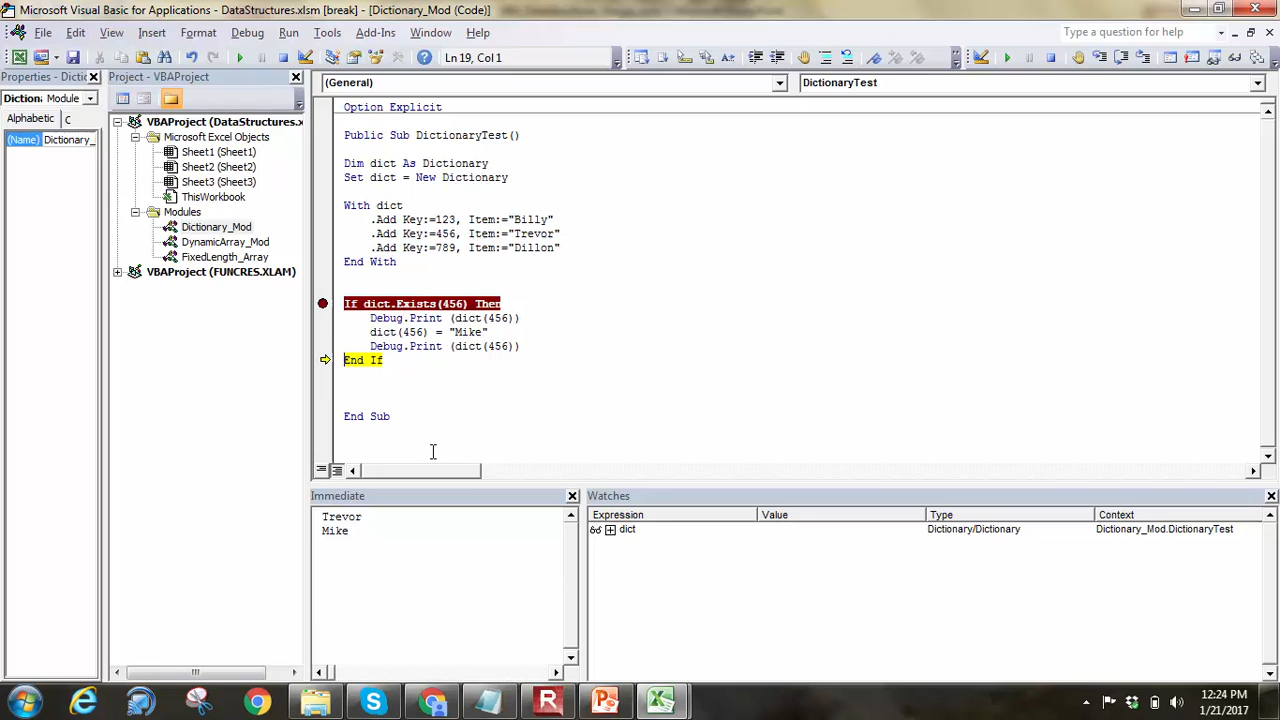 Microsoft Visual Basic for Applications - DataStructures.xlsm [break] - [Dictionary_Mod (Code)]
File Edit View Insert Format Debug Run Tools Add-Ins Window Help
Type a question for help
Ln 19, Col 1
Properties - Dictic
Project - VBAProject
(General)
DictionaryTest
Diction Module
Alphabetic C
(Name) Dictionary_
VBAProject (DataStructures.x
Microsoft Excel Objects
Sheet1 (Sheet1)
Sheet2 (Sheet2)
Sheet3 (Sheet3)
ThisWorkbook
Modules
Dictionary_Mod
DynamicArray_Mod
FixedLength_Array
VBAProject (FUNCRES.XLAM)
Option Explicit
Public Sub DictionaryTest()
Dim dict As Dictionary
Set dict = New Dictionary
With dict
.Add Key:=123, Item:="Billy"
.Add Key:=456, Item:="Trevor"
.Add Key:=789, Item:="Dillon"
End With
If dict.Exists(456) Then
Debug.Print (dict(456))
dict(456) = "Mike"
Debug.Print (dict(456))
End If
End Sub
Immediate
Trevor
Mike
Watches
Expression Value Type Context
dict Dictionary/Dictionary Dictionary_Mod.DictionaryTest
12:24 PM
1/21/2017